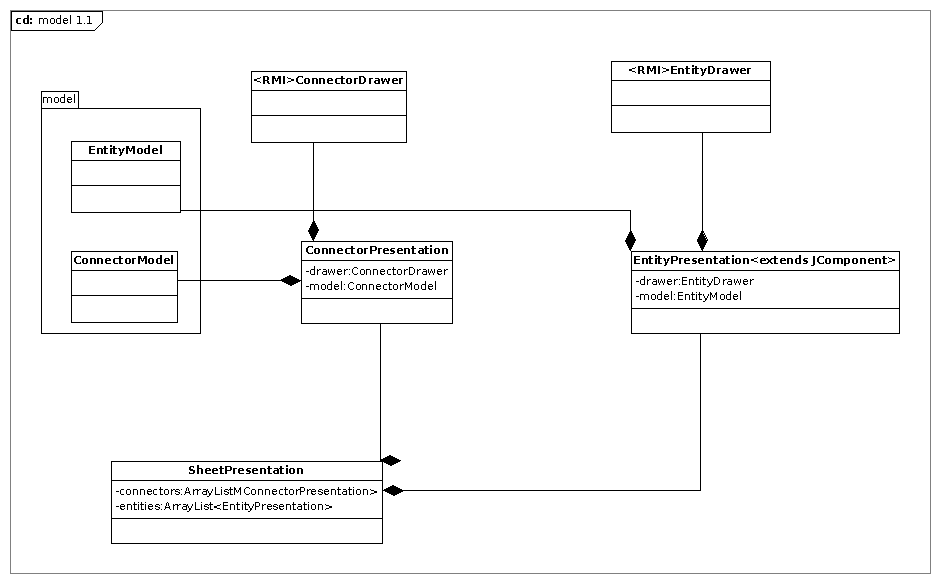 cd: model 1.1
<RMI>EntityDrawer
<RMI>ConnectorDrawer
model
EntityModel
ConnectorPresentation
-drawer:ConnectorDrawer
-model:ConnectorModel
ConnectorModel
EntityPresentation<extends JComponent>
-drawer:EntityDrawer
-model:EntityModel
SheetPresentation
-connectors:ArrayListMConnectorPresentation>
-entities:ArrayList<EntityPresentation>